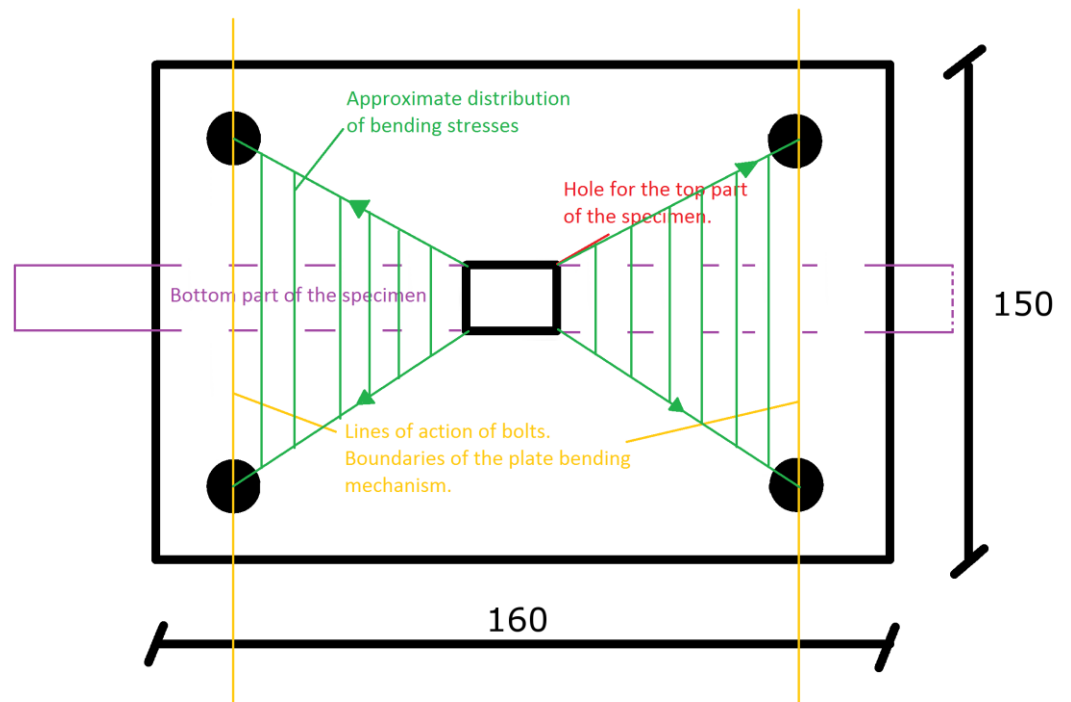 Approximate distribution
of bending stresses
Hole for the top part
of the specimen.
Bottom part of the specimen
150
Lines of action of bolts.
Boundaries of the plate bending
mechanism.
160